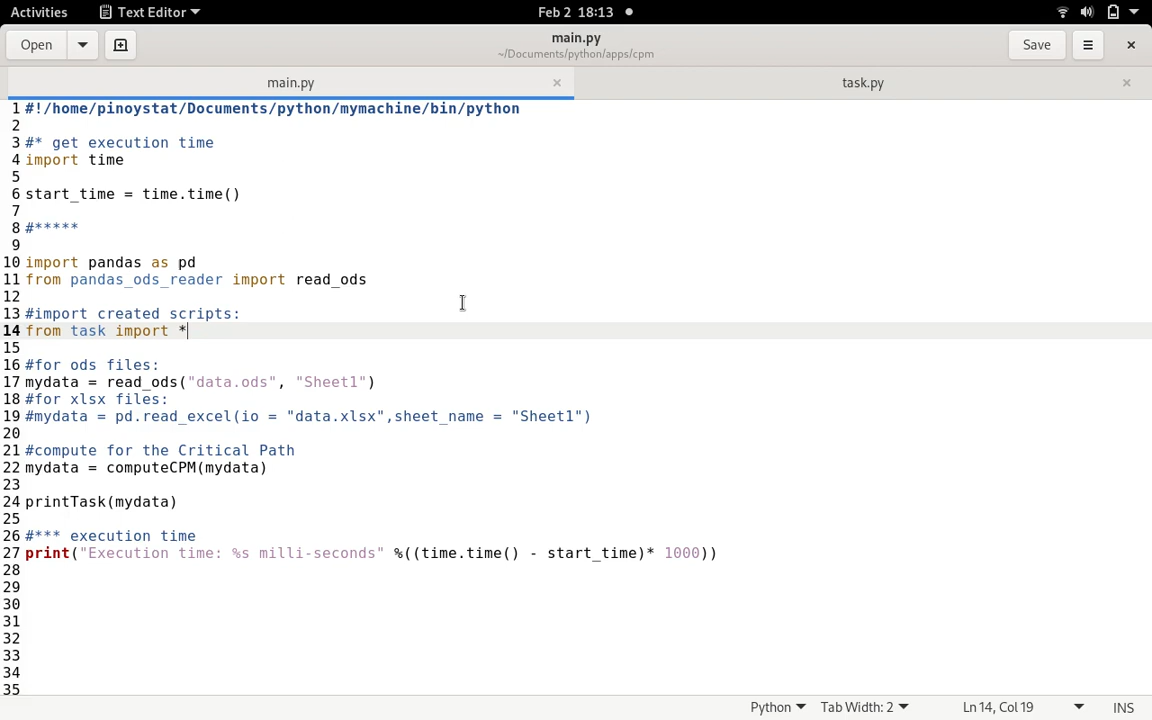 Activities Text Editor Feb 2 18:13
Open main.py Save
~/Documents/python/apps/cpm
main.py task.py
1 #!/home/pinoystat/Documents/python/mymachine/bin/python
2
3 #* get execution time
4 import time
5
6 start_time = time.time()
7
8 #*****
9
10 import pandas as pd
11 from pandas_ods_reader import read_ods
12
13 #import created scripts:
14 from task import *
15
16 #for ods files:
17 mydata = read_ods("data.ods", "Sheet1")
18 #for xlsx files:
19 #mydata = pd.read_excel(io = "data.xlsx",sheet_name = "Sheet1")
20
21 #compute for the Critical Path
22 mydata = computeCPM(mydata)
23
24 printTask(mydata)
25
26 #*** execution time
27 print("Execution time: %s milli-seconds" %((time.time() - start_time)* 1000))
28
29
30
31
32
33
34
35
Python Tab Width: 2 Ln 14, Col 19 INS